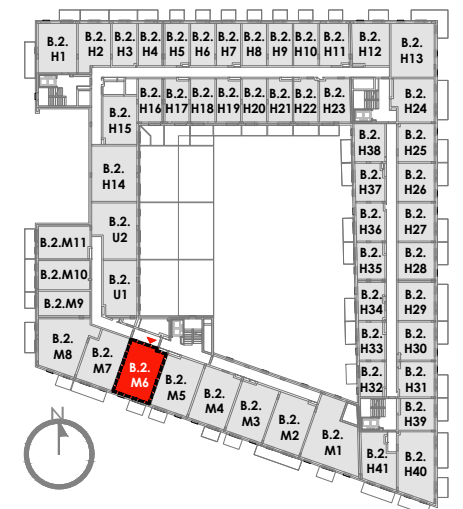 B.2.
H1
B.2.
H2
B.2.
H3
B.2.
H4
B.2.
H5
B.2.
H6
B.2.
H7
B.2.
H8
B.2.
H9
B.2.
H10
B.2.
H11
B.2.
H12
B.2.
H13
B.2.
H16
B.2.
H17
B.2.
H18
B.2.
H19
B.2.
H20
B.2.
H21
B.2.
H22
B.2.
H23
B.2.
H24
B.2.
H15
B.2.
H38
B.2.
H25
B.2.
H14
B.2.
H37
B.2.
H26
B.2.
U2
B.2.
H36
B.2.
H27
B.2.M11
B.2.
H35
B.2.
H28
B.2.M10
B.2.
U1
B.2.
H34
B.2.
H29
B.2.M9
B.2.
H33
B.2.
H30
B.2.
M8
B.2.
M7
B.2.
M6
B.2.
M5
B.2.
M4
B.2.
M3
B.2.
M2
B.2.
M1
B.2.
H32
B.2.
H31
B.2.
H39
B.2.
H41
B.2.
H40
N